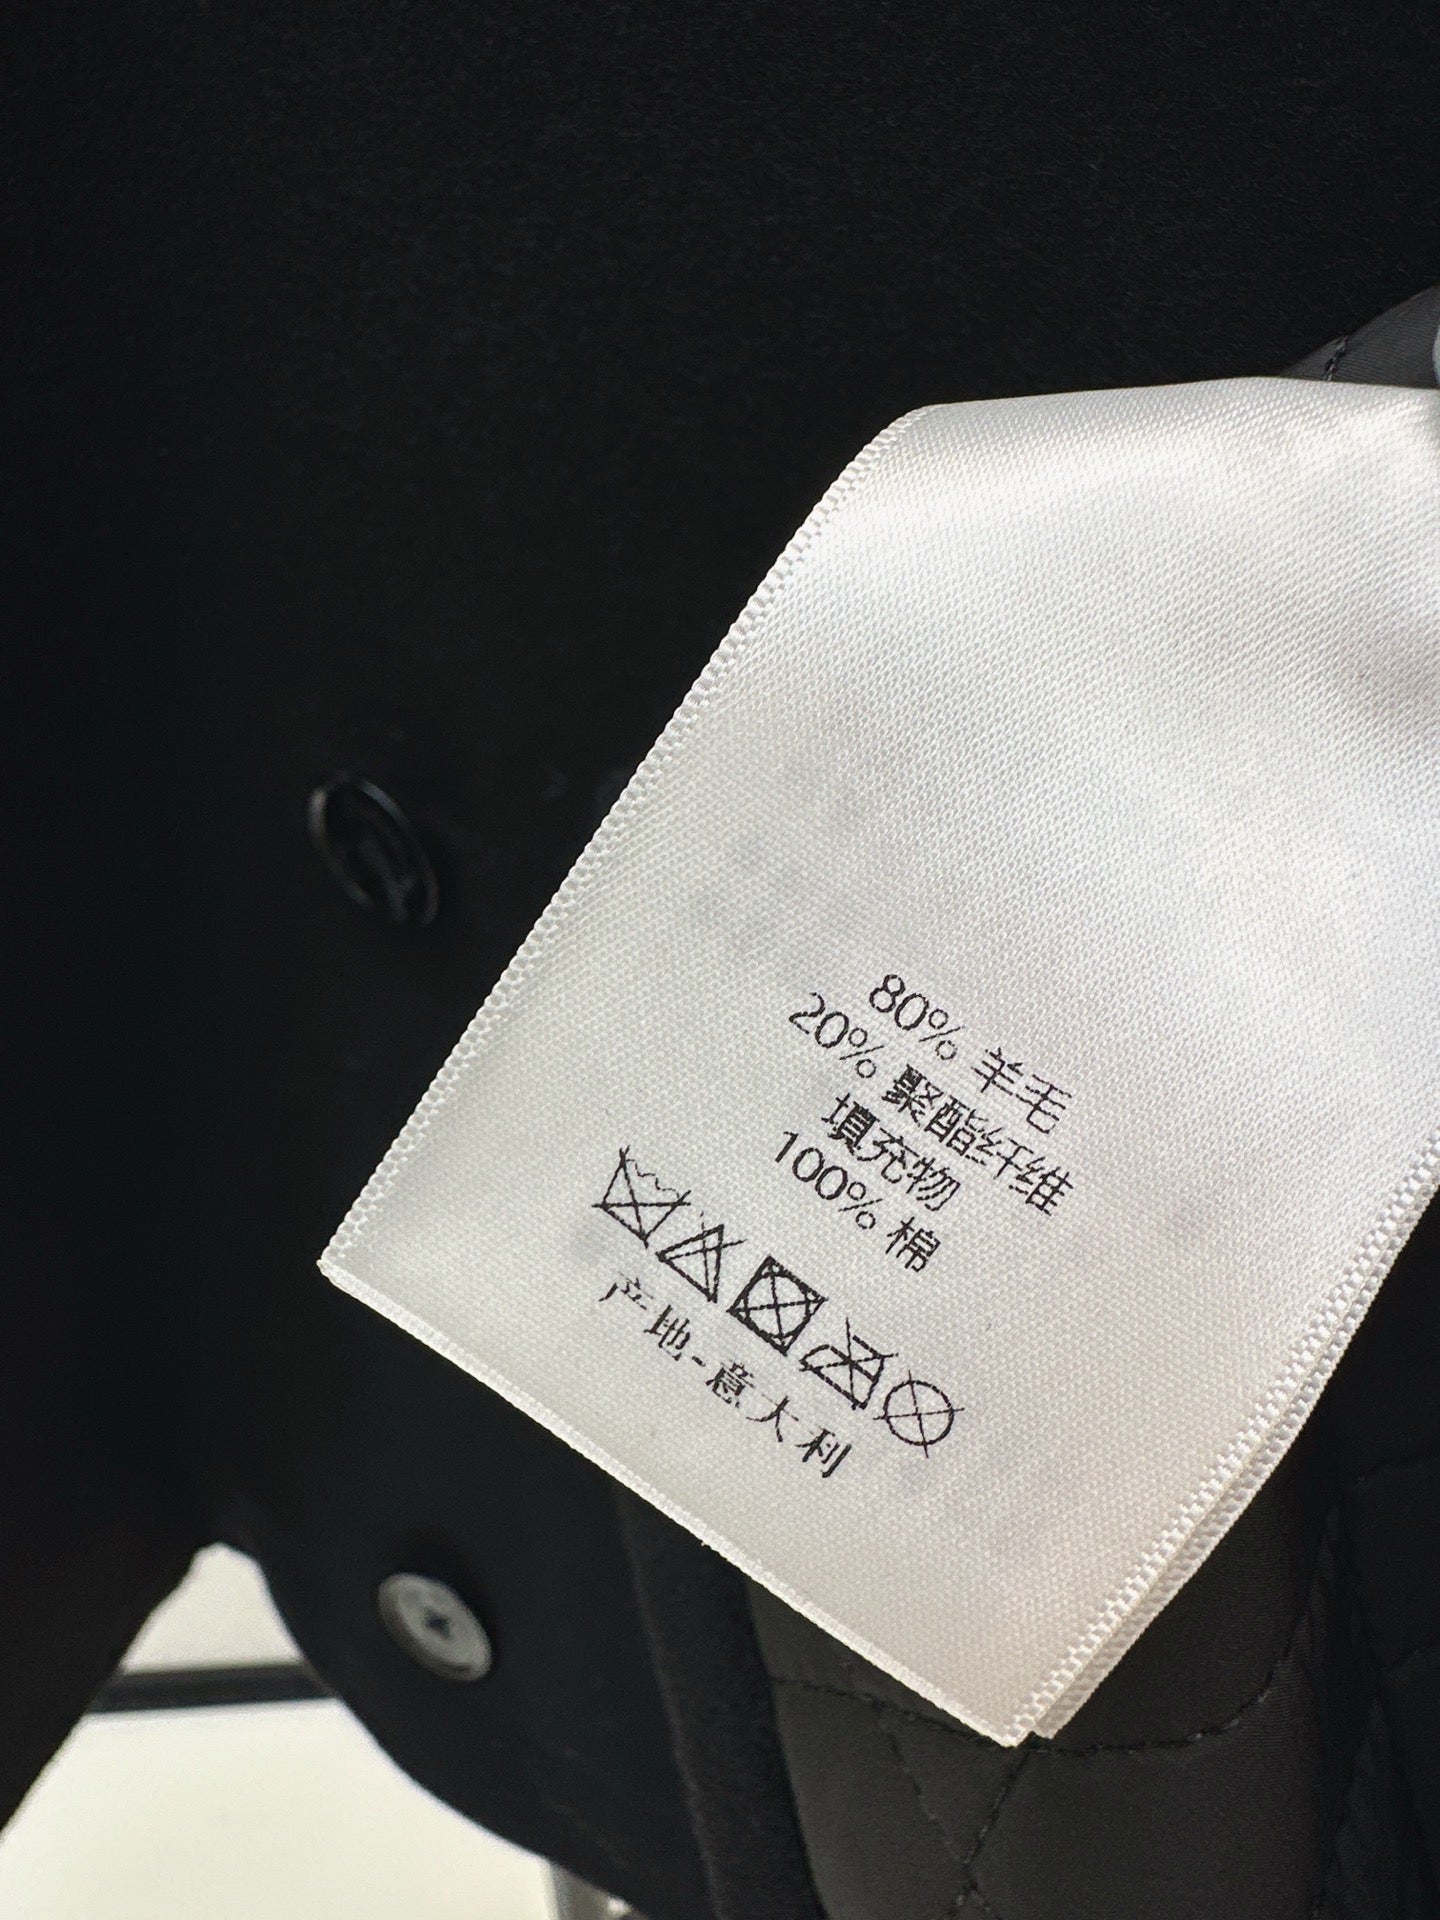 80% 羊毛
20% 聚酯纤维
填充物
100% 棉
产地-意大利